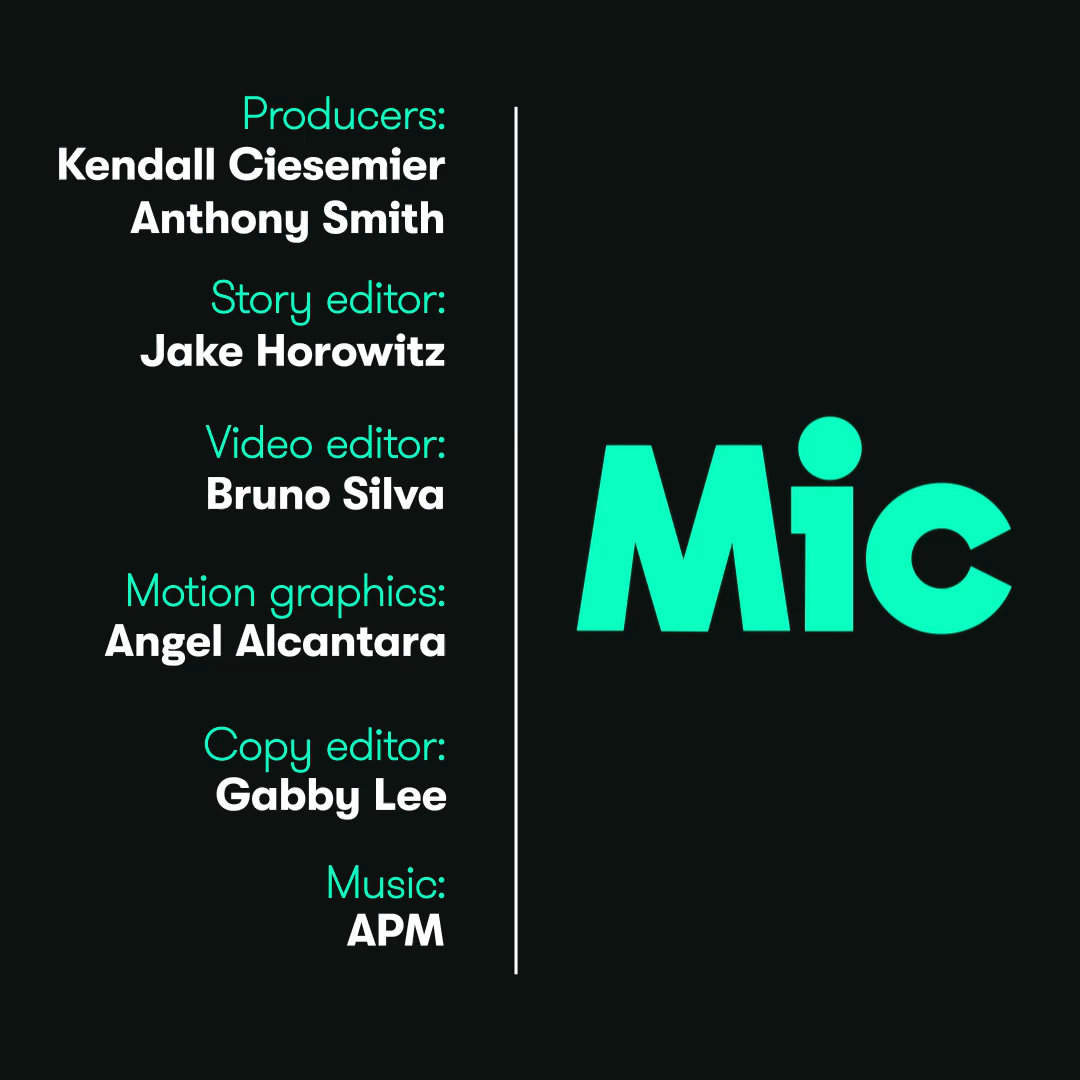 Producers:
Kendall Ciesemier
Anthony Smith
Story editor:
Jake Horowitz
Video editor:
Bruno Silva
Motion graphics:
Angel Alcantara
Copy editor:
Gabby Lee
Music:
APM
Mic